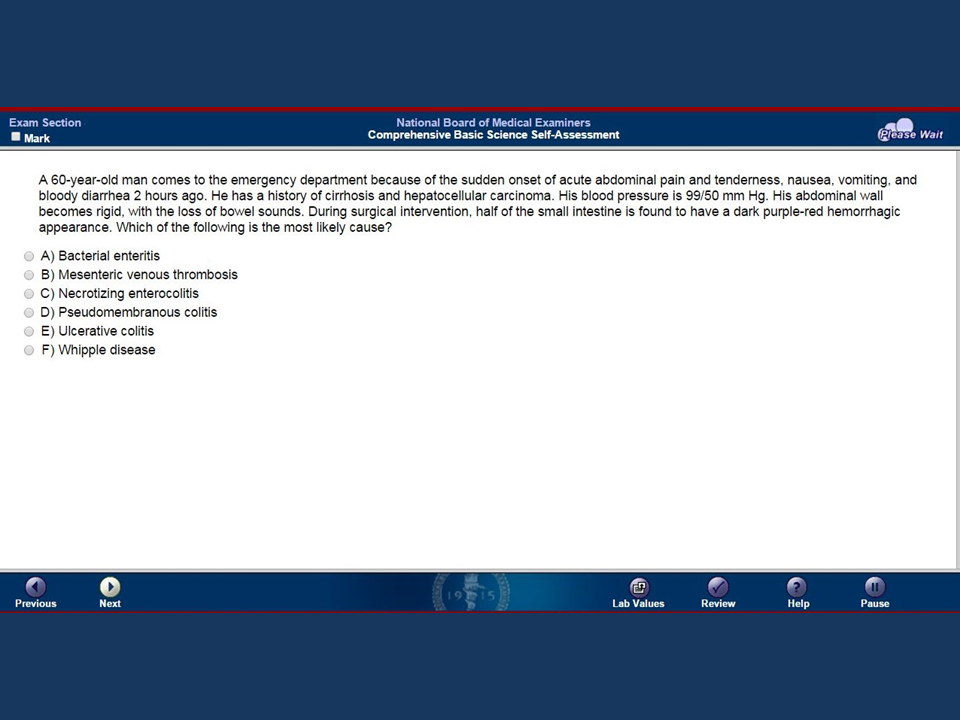 Exam Section
Mark
National Board of Medical Examiners
Comprehensive Basic Science Self-Assessment
Please Wait
A 60-year-old man comes to the emergency department because of the sudden onset of acute abdominal pain and tenderness, nausea, vomiting, and
bloody diarrhea 2 hours ago. He has a history of cirrhosis and hepatocellular carcinoma. His blood pressure is 99/50 mm Hg. His abdominal wall
becomes rigid, with the loss of bowel sounds. During surgical intervention, half of the small intestine is found to have a dark purple-red hemorrhagic
appearance. Which of the following is the most likely cause?
A) Bacterial enteritis
B) Mesenteric venous thrombosis
C) Necrotizing enterocolitis
D) Pseudomembranous colitis
E) Ulcerative colitis
F) Whipple disease
1915
Previous
Next
Lab Values
Review
Help
Pause